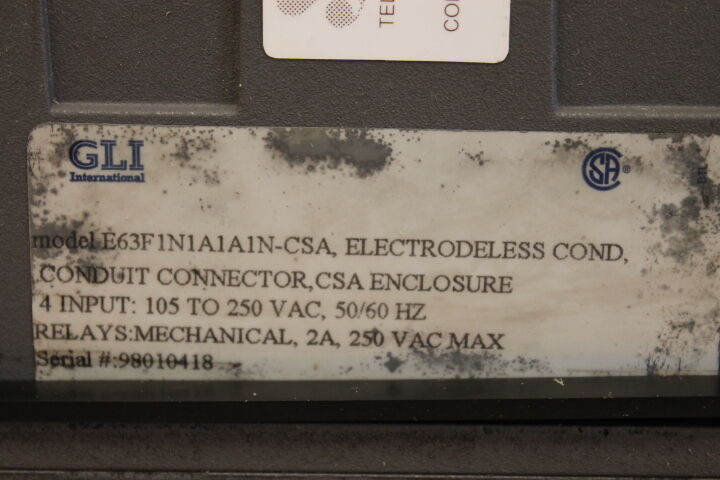 GLI
International
CSA
model E63F1N1A1A1N-CSA, ELECTRODELESS COND,
CONDUIT CONNECTOR,CSA ENCLOSURE
4 INPUT: 105 TO 250 VAC, 50/60 HZ
RELAYS:MECHANICAL, 2A, 250 VAC MAX
Serial #:98010418